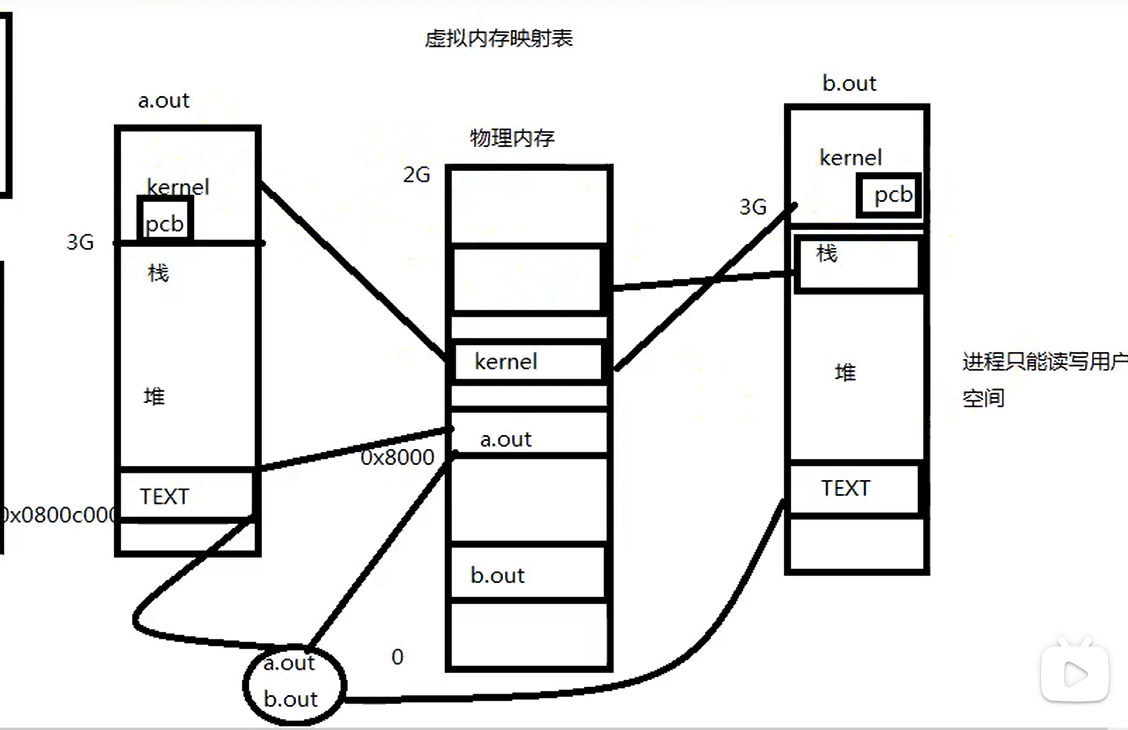 虚拟内存映射表
a.out
kernel
pcb
3G
栈
堆
TEXT
0x0800c000
物理内存
2G
kernel
a.out
0x8000
b.out
0
a.out
b.out
b.out
kernel
pcb
3G
栈
堆
TEXT
进程只能读写用户
空间